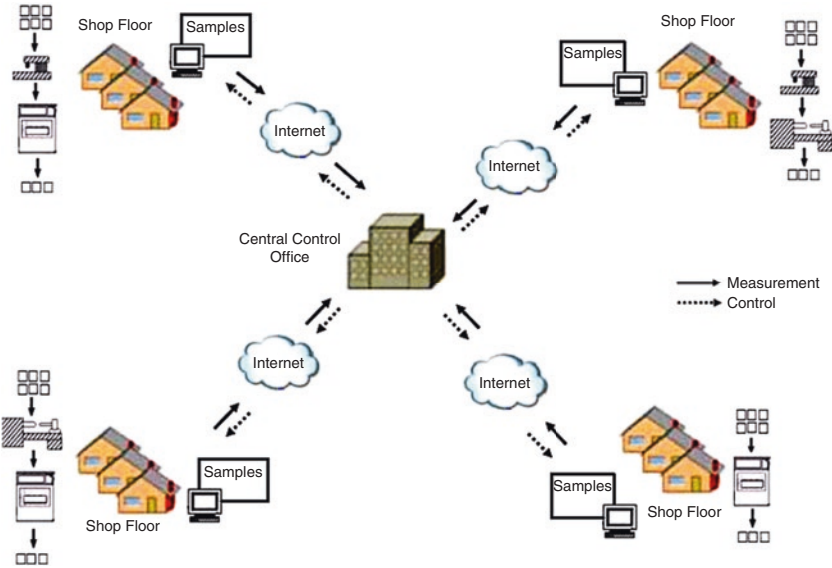 Shop Floor
Samples
Internet
Samples
Shop Floor
Internet
Central Control
Office
Measurement
Control
Internet
Samples
Shop Floor
Internet
Samples
Shop Floor